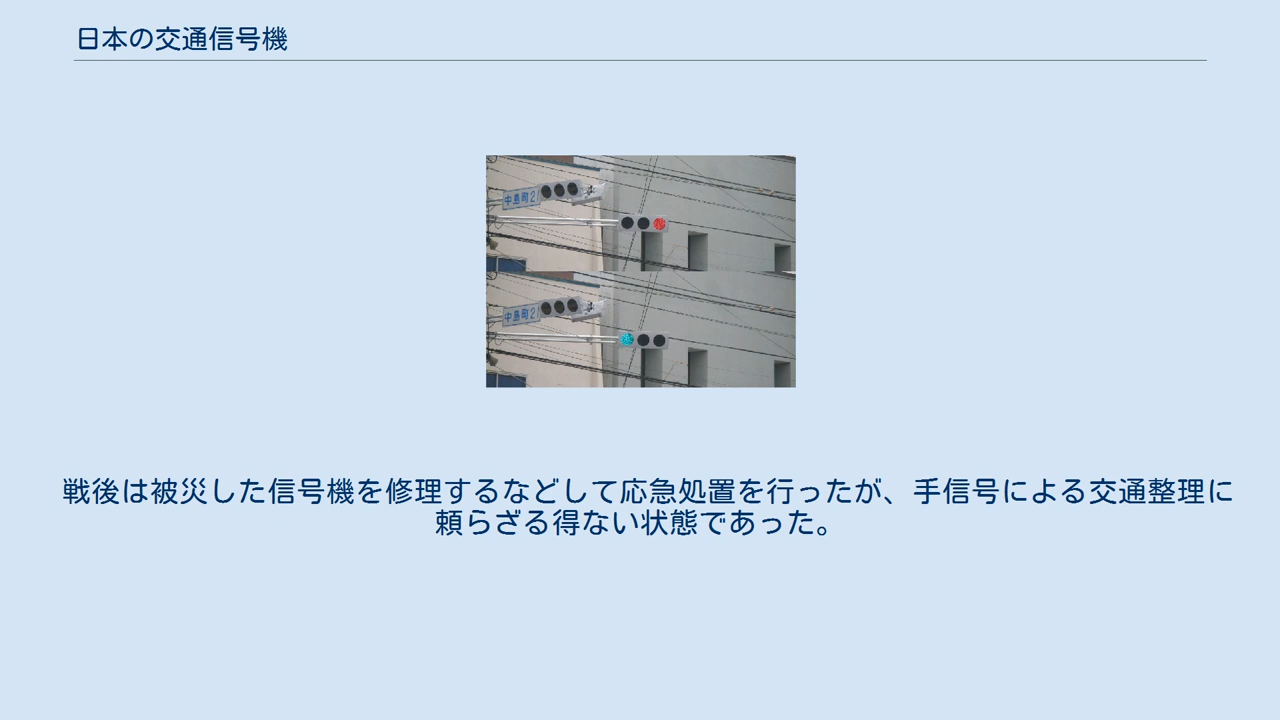 日本の交通信号機
中島町2
中島町2
戦後は被災した信号機を修理するなどして応急処置を行ったが、手信号による交通整理に
頼らざる得ない状態であった。